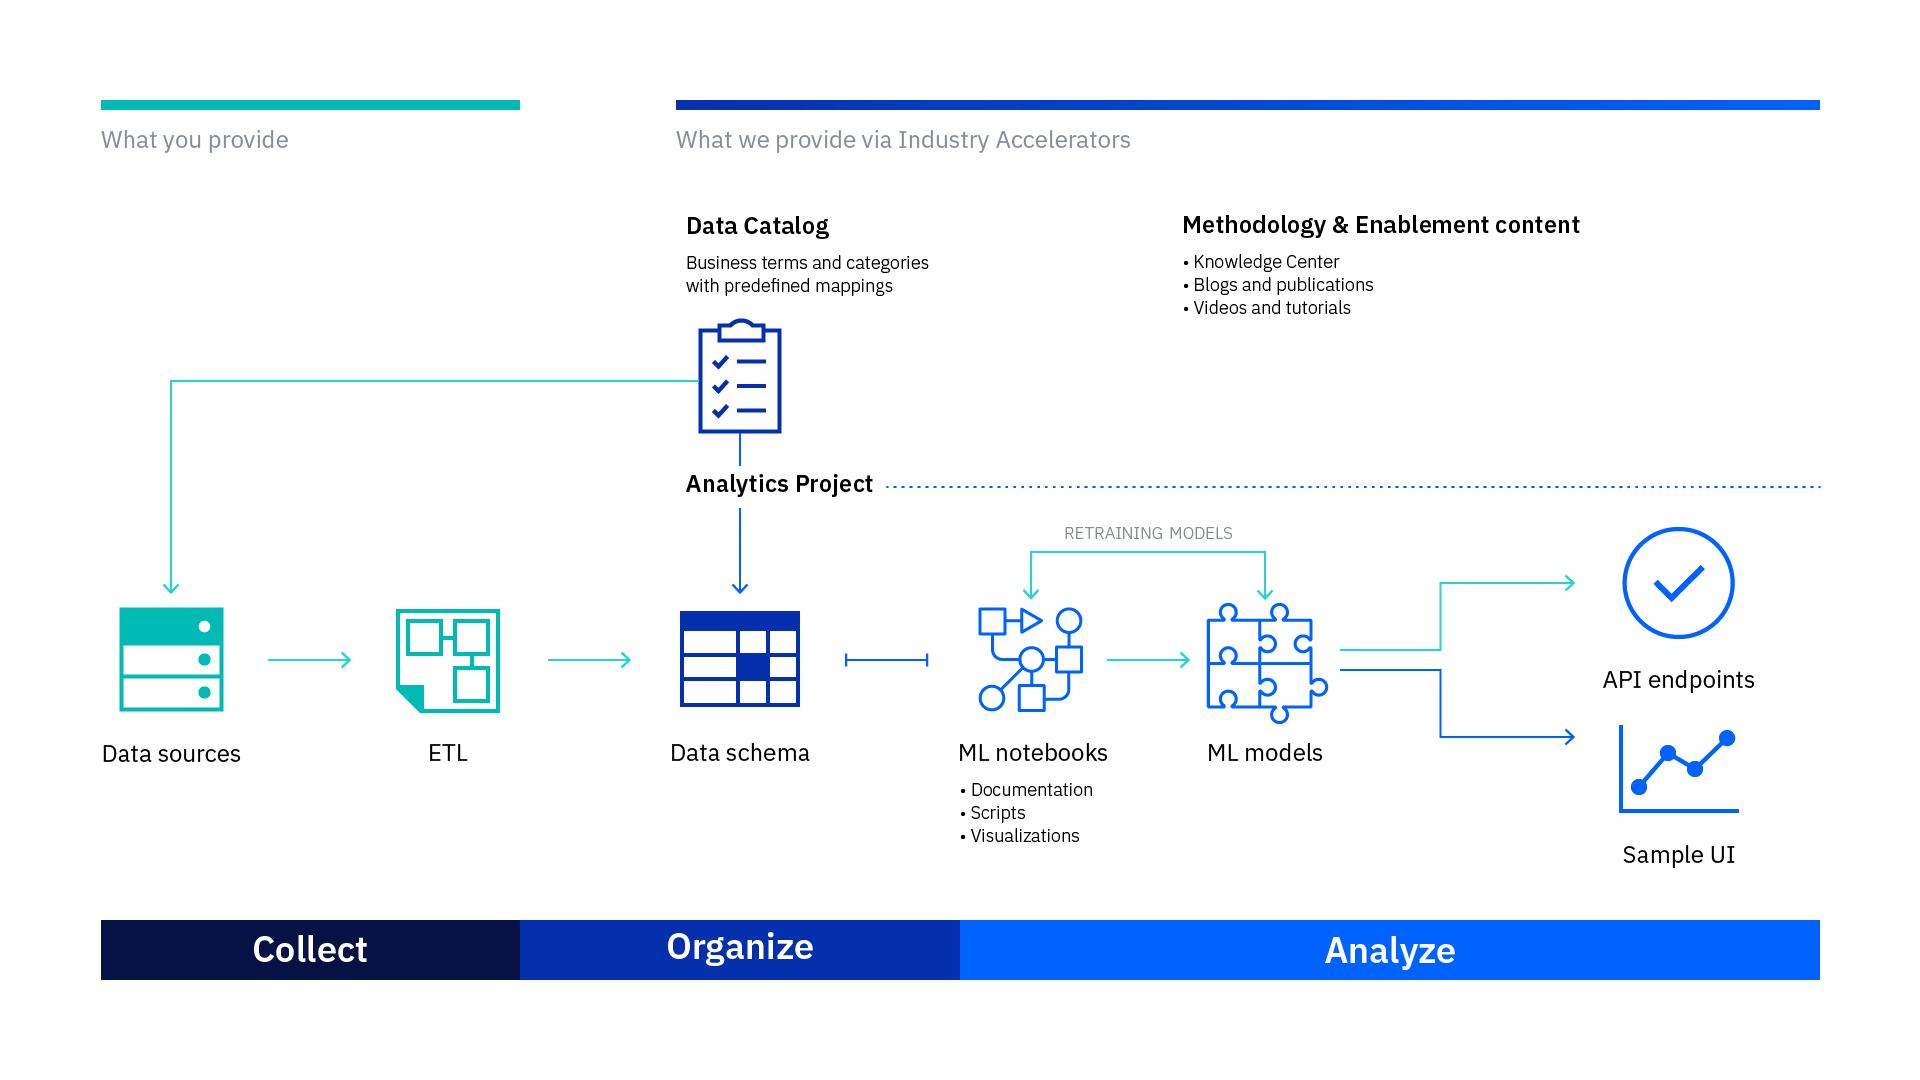 What you provide
What we provide via Industry Accelerators
Data Catalog
Business terms and categories
with predefined mappings
Methodology & Enablement content
• Knowledge Center
• Blogs and publications
• Videos and tutorials
Analytics Project
RETRAINING MODELS
Data sources
ETL
Data schema
ML notebooks
• Documentation
• Scripts
• Visualizations
ML models
API endpoints
Sample UI
Collect
Organize
Analyze